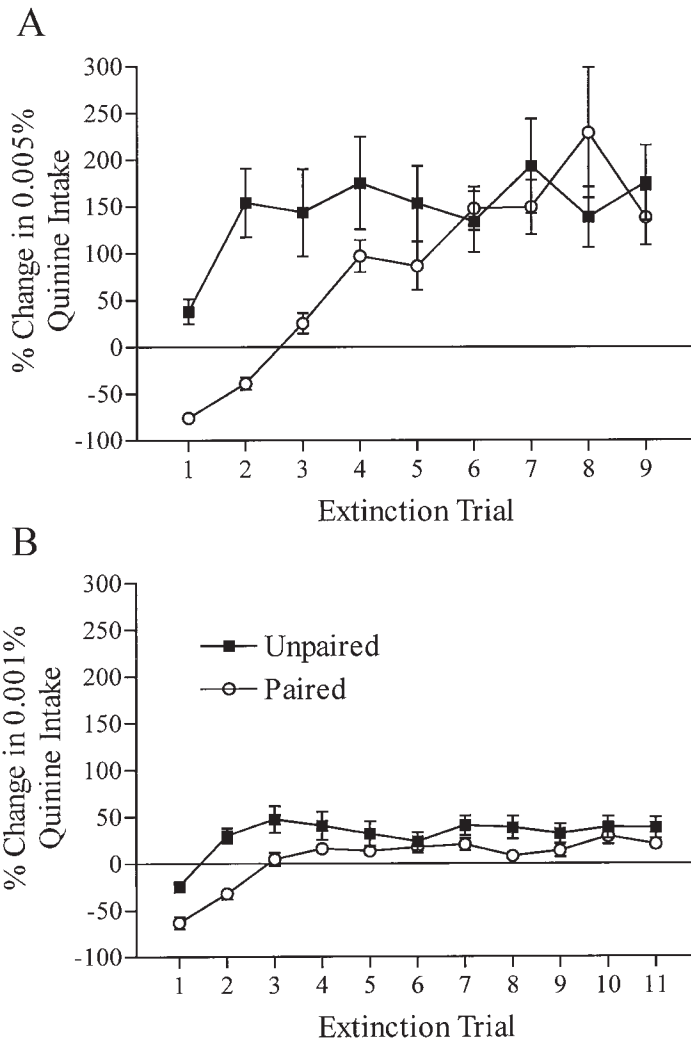 A
% Change in 0.005%
Quinine Intake
300
250
200
150
100
50
0
-50
-100
1 2 3 4 5 6 7 8 9
Extinction Trial
B
% Change in 0.001%
Quinine Intake
300
250
200
150
100
50
0
-50
-100
Unpaired
Paired
1 2 3 4 5 6 7 8 9 10 11
Extinction Trial